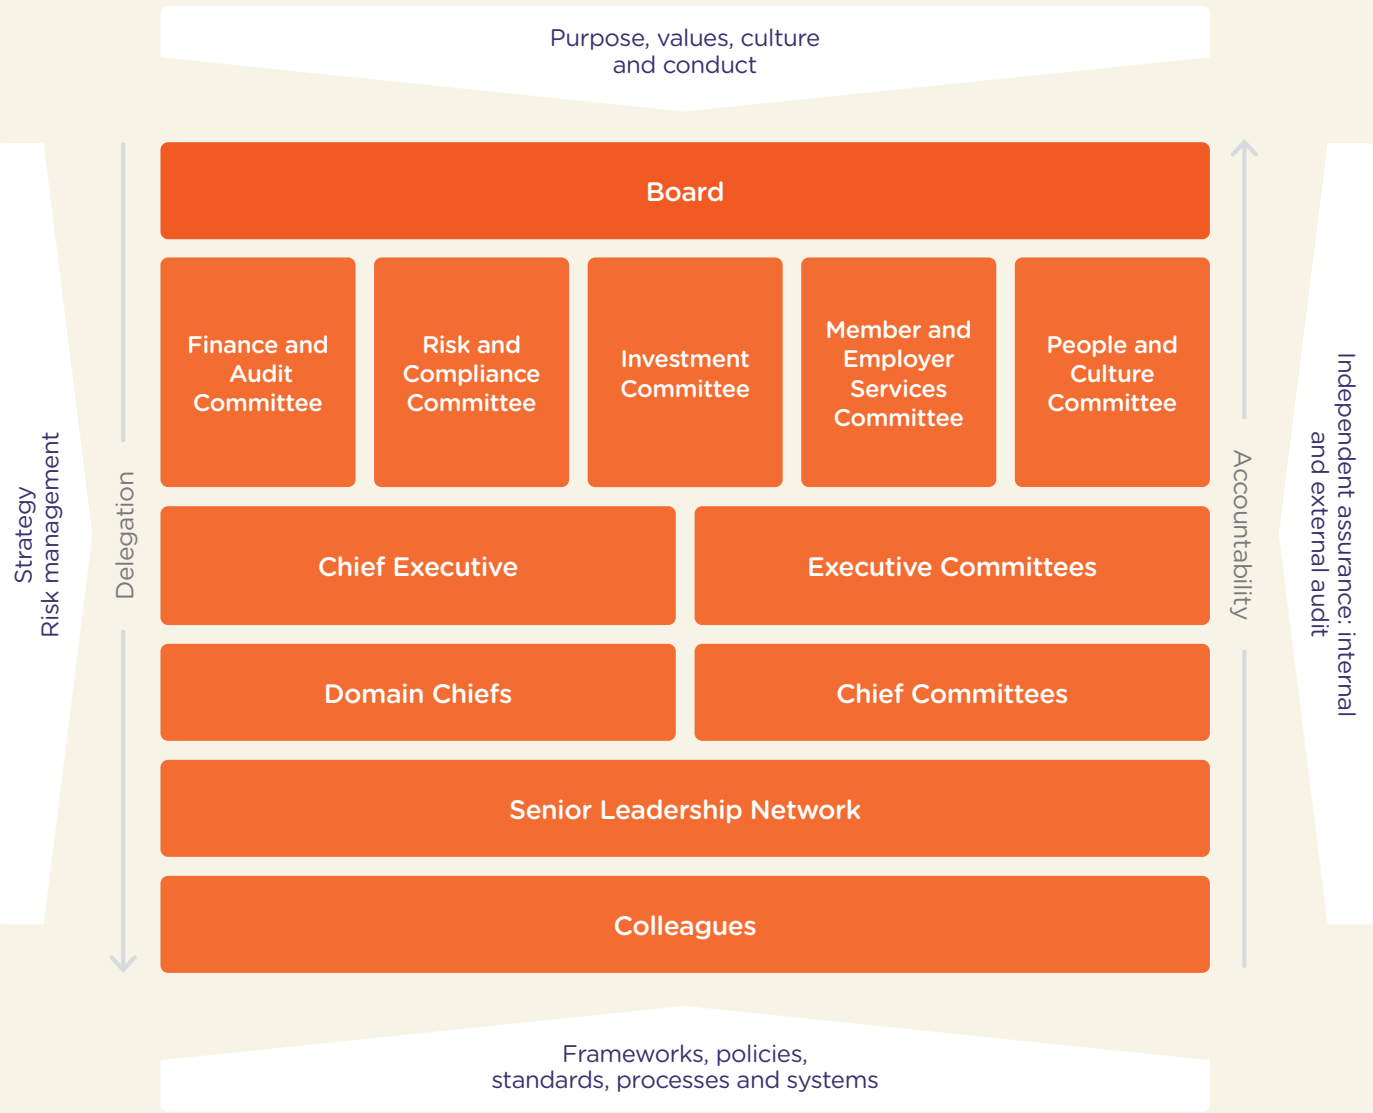 Purpose, values, culture
and conduct
Board
Finance and
Audit
Committee
Risk and
Compliance
Committee
Investment
Committee
Member and
Employer
Services
Committee
People and
Culture
Committee
Strategy
Risk management
Delegation
Accountability
Independent assurance: internal
and external audit
Chief Executive
Executive Committees
Domain Chiefs
Chief Committees
Senior Leadership Network
Colleagues
Frameworks, policies,
standards, processes and systems